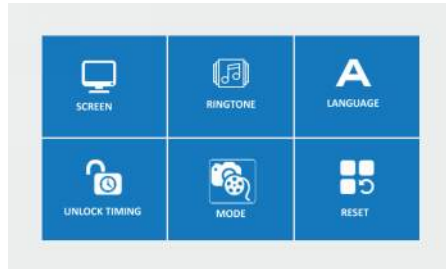 SCREEN
RINGTONE
LANGUAGE
UNLOCK TIMING
MODE
RESET